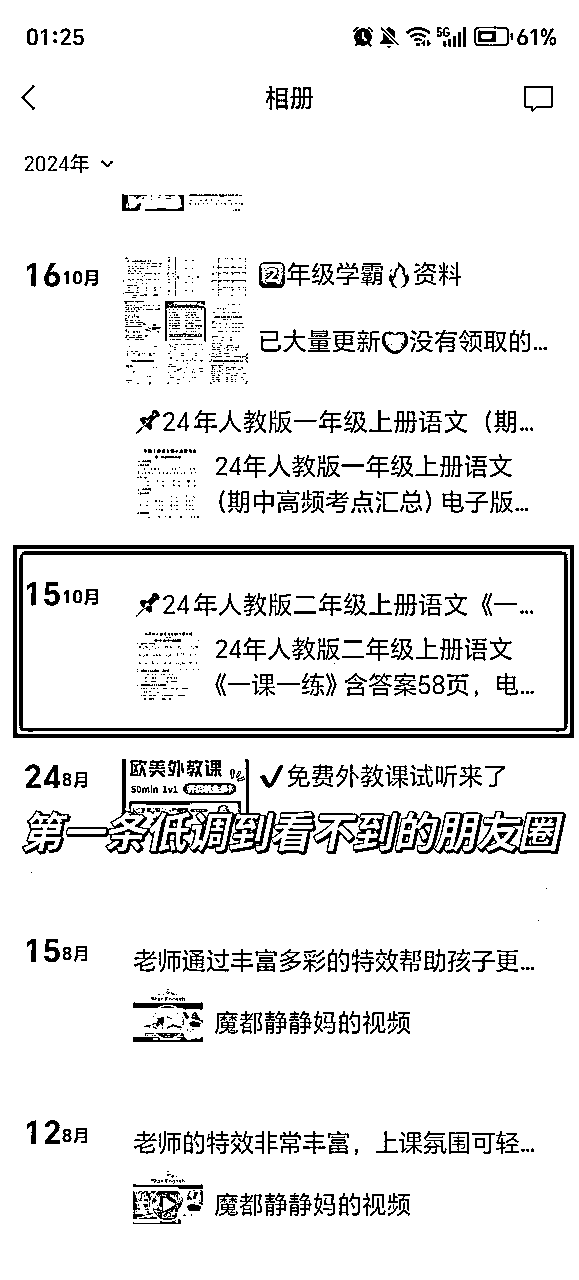 01:25
5G
61%
相册
2024年
16 10月
2年级学霸资料
已大量更新没有领取的...
24年人教版一年级上册语文（期...
24年人教版一年级上册语文
（期中高频考点汇总）电子版...
15 10月
24年人教版二年级上册语文《一...
24年人教版二年级上册语文
《一课一练》含答案58页，电...
24 8月
欧美外教课
50min 1v1
免费外教课试听来了
第一条低调到看不到的朋友圈
15 8月
老师通过丰富多彩的特效帮助孩子更...
魔都静静妈的视频
12 8月
老师的特效非常丰富，上课氛围可轻...
魔都静静妈的视频